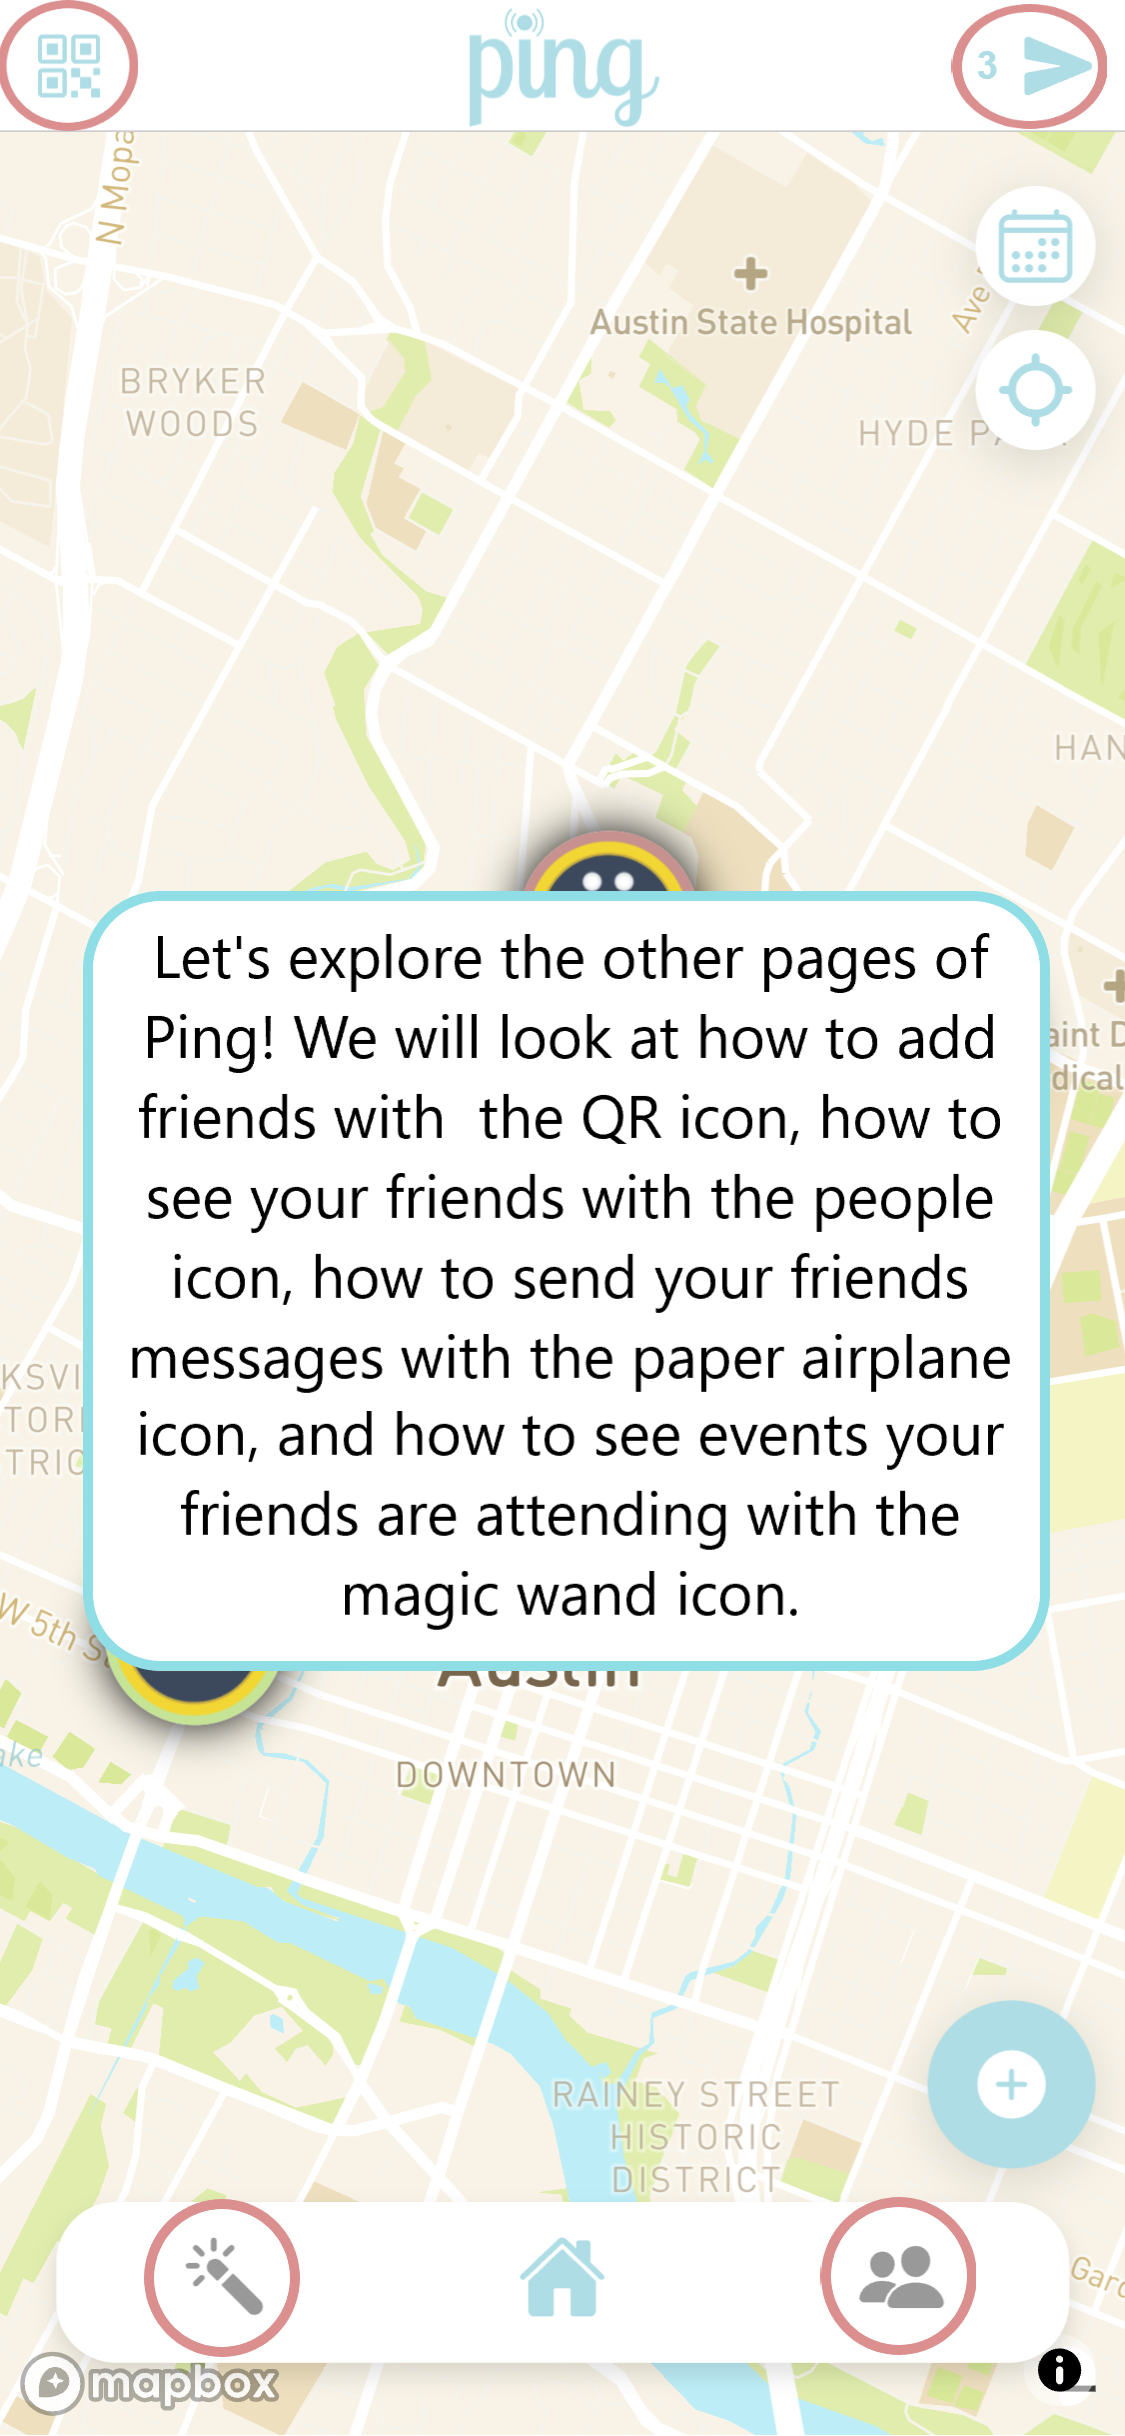 ping
3
N Mopa
Austin State Hospital
Ave
BRYKER
WOODS
HYDE P
HAN
Let's explore the other pages of
Ping! We will look at how to add
friends with the QR icon, how to
see your friends with the people
icon, how to send your friends
messages with the paper airplane
icon, and how to see events your
friends are attending with the
magic wand icon.
aint D
dical
KSVI
TORI
TRIC
W 5th St
Austin
ake
DOWNTOWN
RAINEY STREET
HISTORIC
DISTRICT
Gard
mapbox